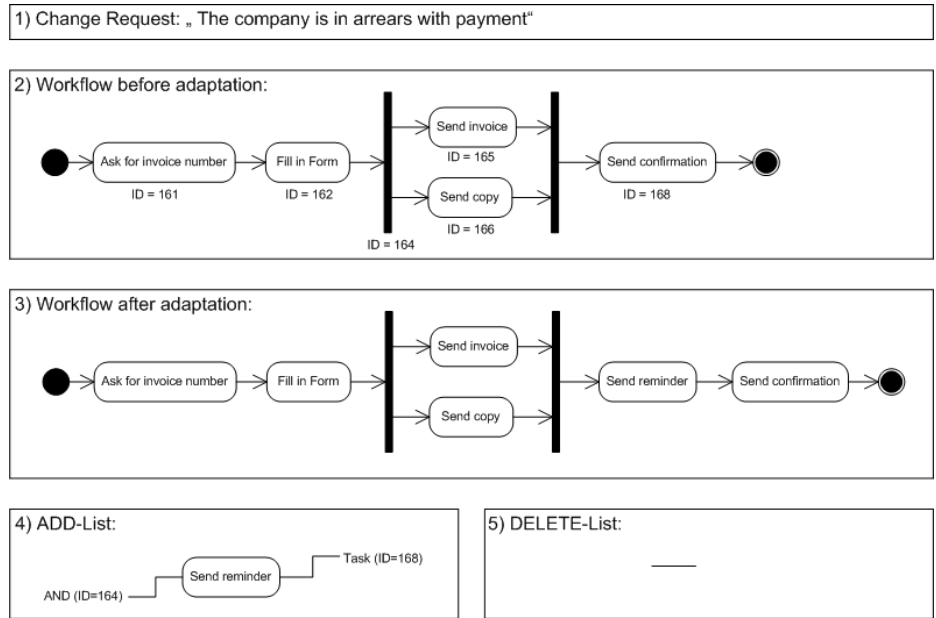 1) Change Request: „ The company is in arrears with payment“
2) Workflow before adaptation:
Send invoice
ID = 165
Ask for invoice number
Fill in Form
Send confirmation
ID = 161
ID = 162
ID = 168
Send copy
ID = 166
ID = 164
3) Workflow after adaptation:
Send invoice
Ask for invoice number
Fill in Form
Send reminder
Send confirmation
Send copy
4) ADD-List:
Task (ID=168)
Send reminder
AND (ID=164)
5) DELETE-List: